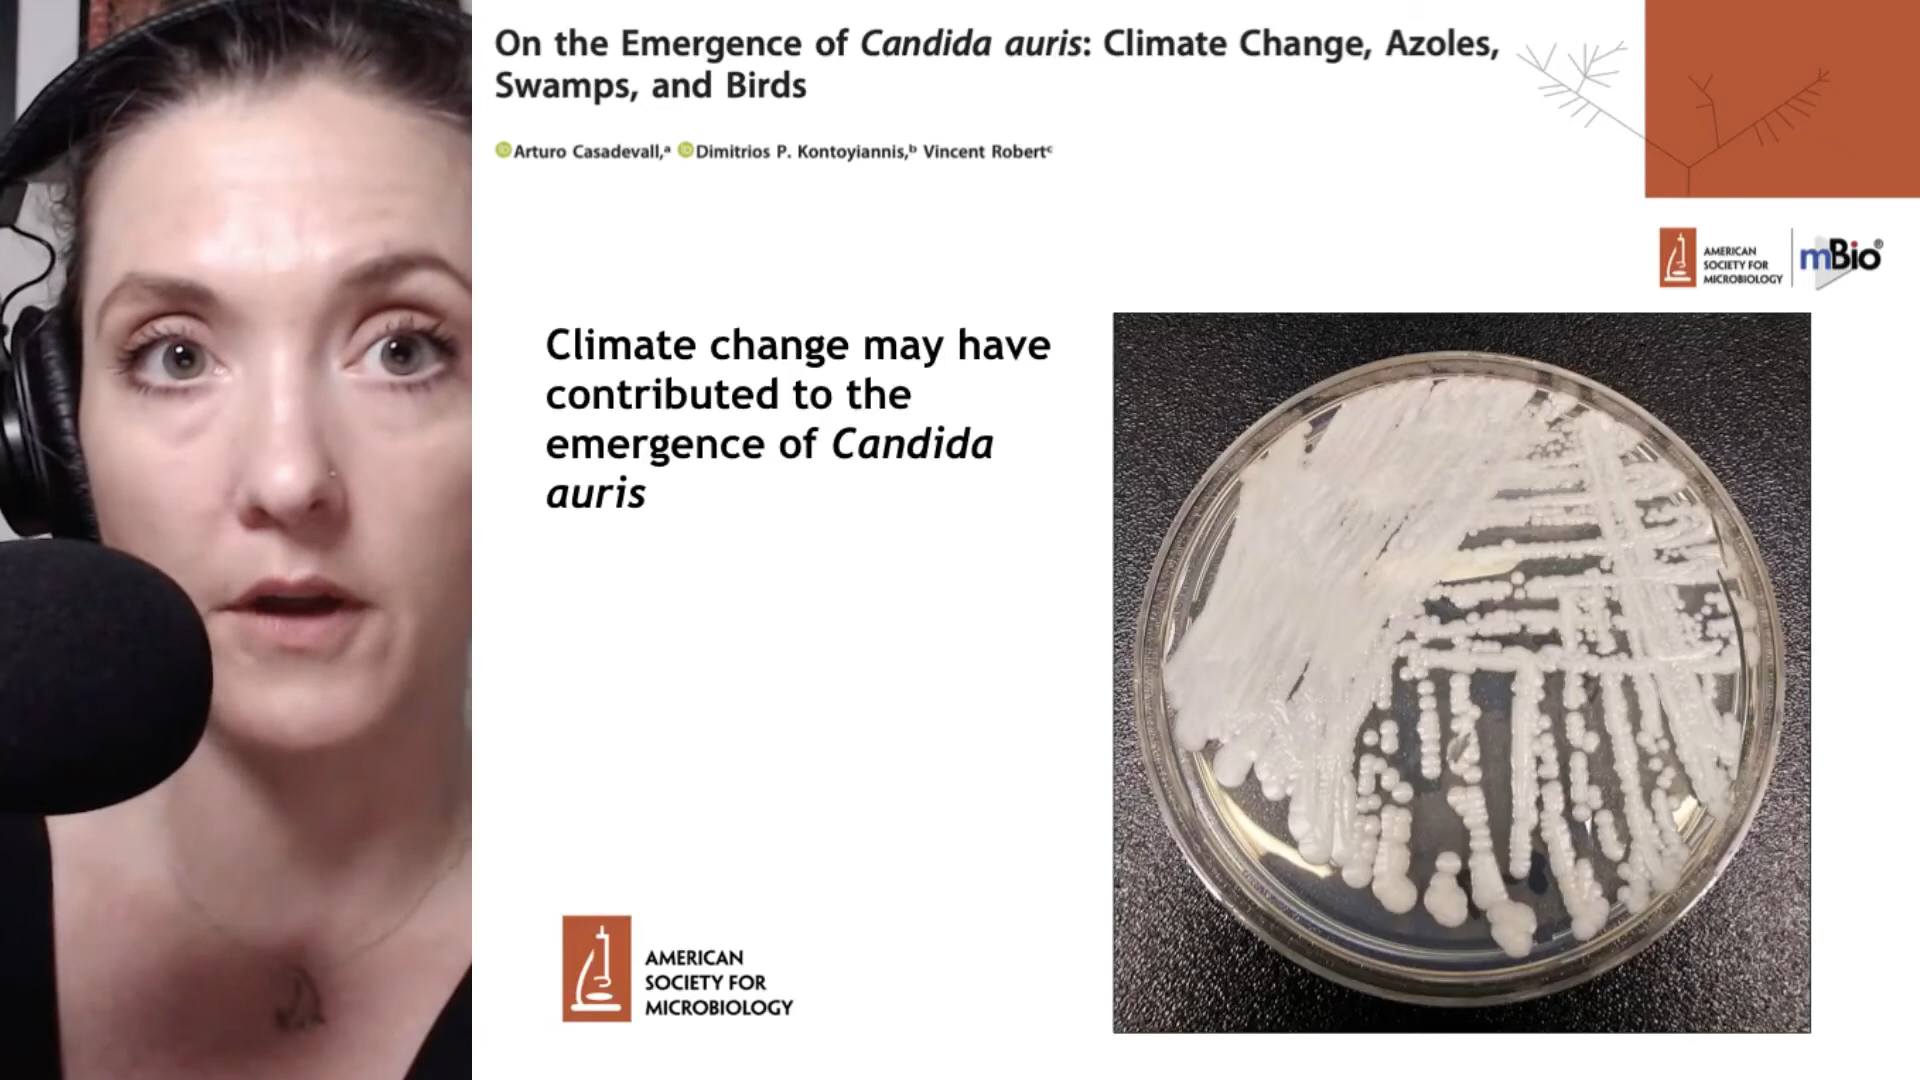 On the Emergence of Candida auris: Climate Change, Azoles,
Swamps, and Birds
Arturo Casadevall,a Dimitrios P. Kontoyiannis,b Vincent Robertc
AMERICAN
SOCIETY FOR
MICROBIOLOGY
mBio®
Climate change may have
contributed to the
emergence of Candida
auris
AMERICAN
SOCIETY FOR
MICROBIOLOGY